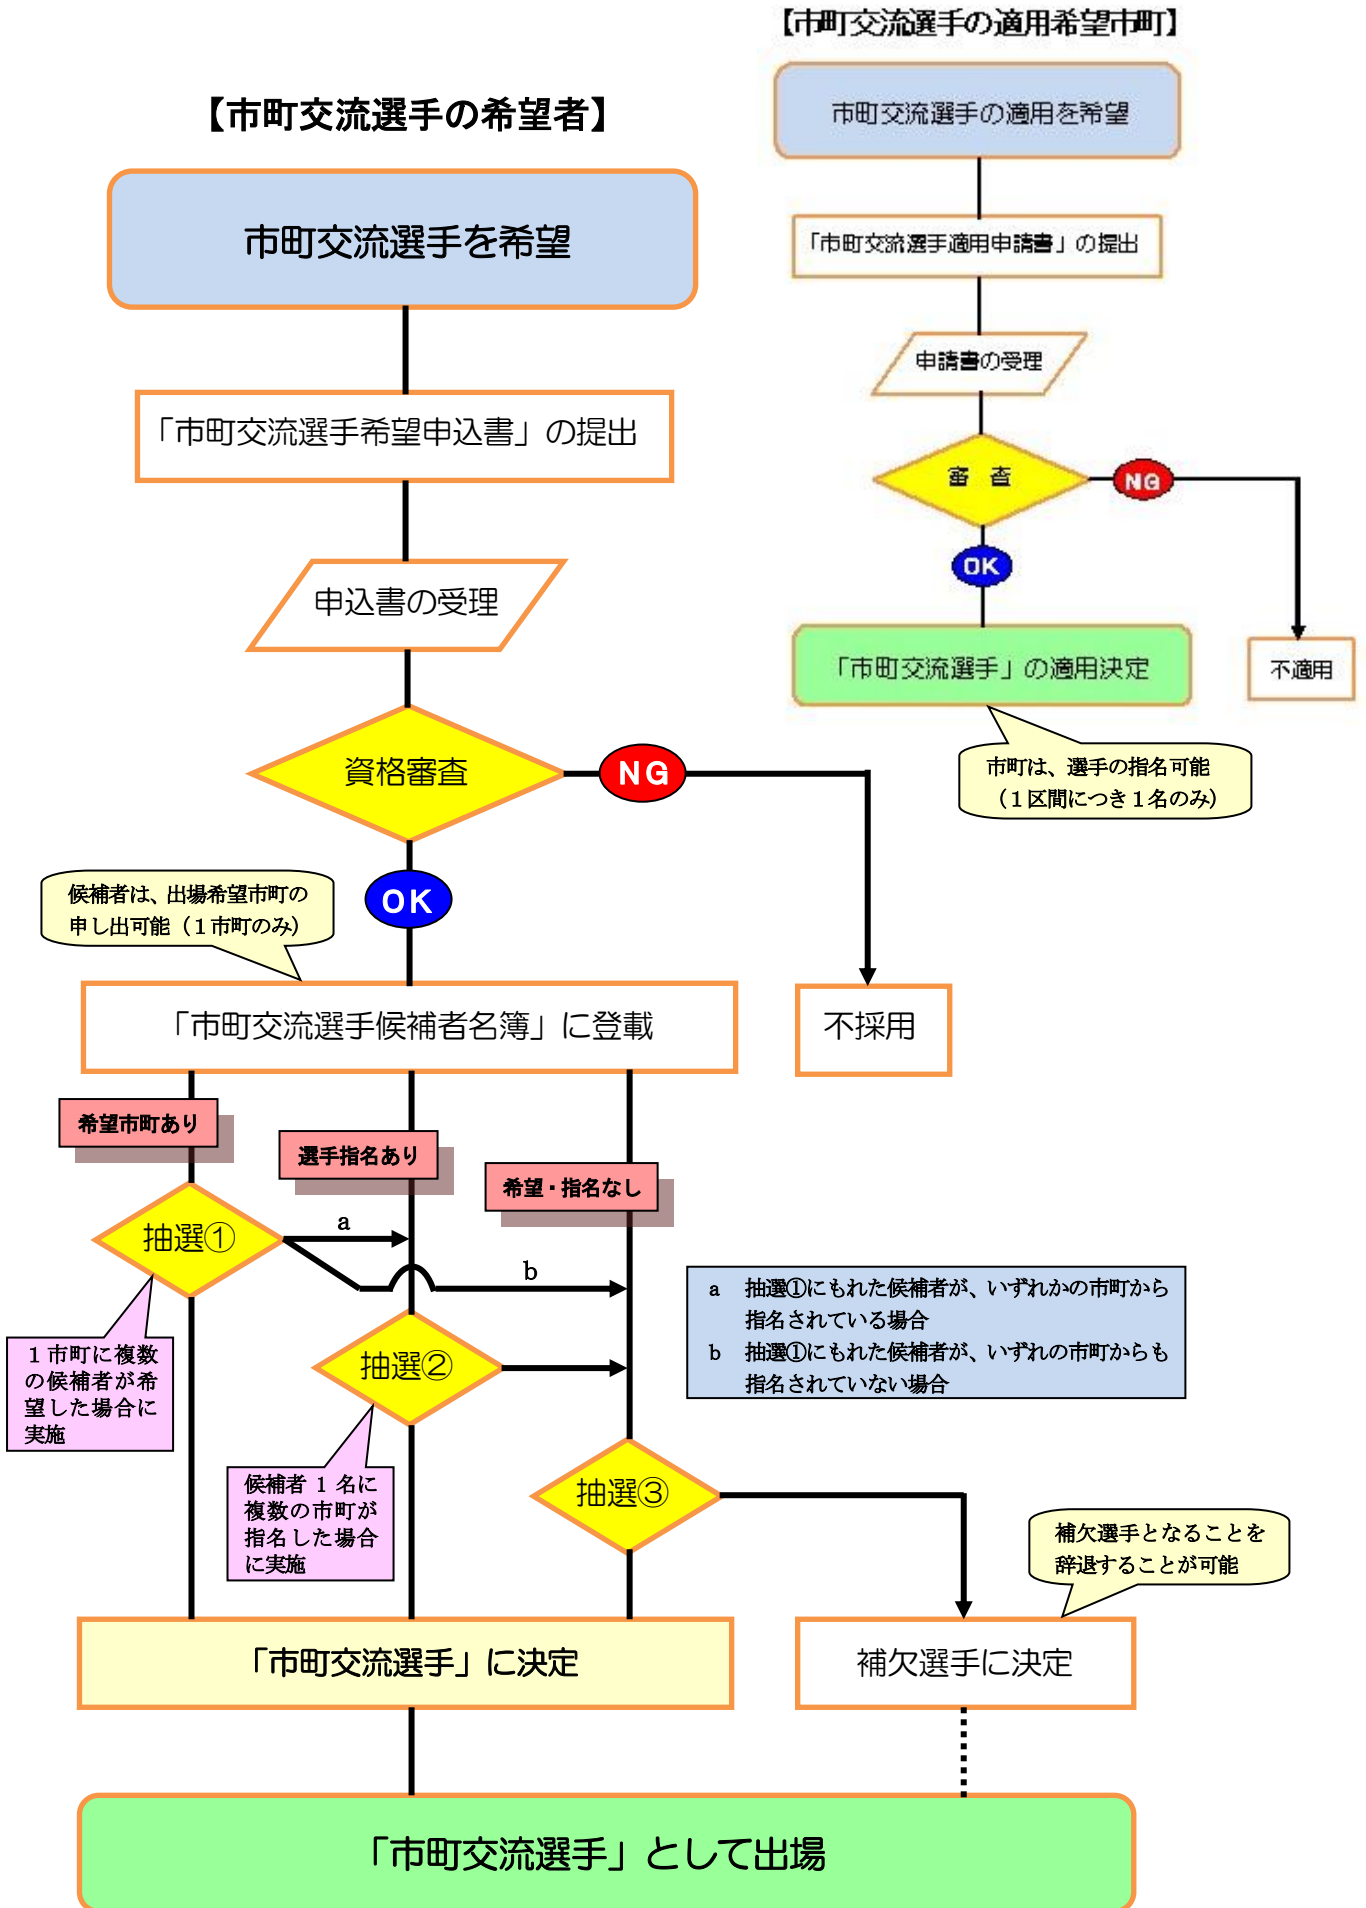 【市町交流選手の適用希望市町】
市町交流選手の適用を希望
「市町交流選手適用申請書」の提出
申請書の受理
審 査
NG
OK
「市町交流選手」の適用決定
不適用
市町は、選手の指名可能
（１区間につき１名のみ）
【市町交流選手の希望者】
市町交流選手を希望
「市町交流選手希望申込書」の提出
申込書の受理
資格審査
NG
OK
候補者は、出場希望市町の
申し出可能（１市町のみ）
「市町交流選手候補者名簿」に登載
不採用
希望市町あり
選手指名あり
希望・指名なし
抽選①
a
b
a 抽選①にもれた候補者が、いずれかの市町から
指名されている場合
b 抽選①にもれた候補者が、いずれの市町からも
指名されていない場合
１市町に複数
の候補者が希
望した場合に
実施
抽選②
候補者１名に
複数の市町が
指名した場合
に実施
抽選③
補欠選手となることを
辞退することが可能
「市町交流選手」に決定
補欠選手に決定
「市町交流選手」として出場